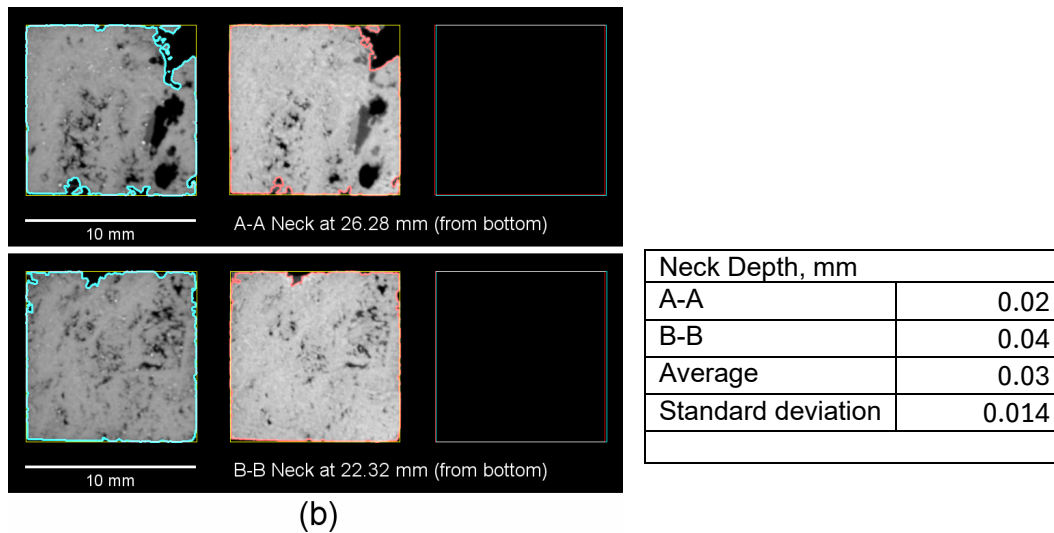 10 mm
A-A Neck at 26.28 mm (from bottom)
10 mm
B-B Neck at 22.32 mm (from bottom)
(b)
Neck Depth, mm
A-A 0.02
B-B 0.04
Average 0.03
Standard deviation 0.014